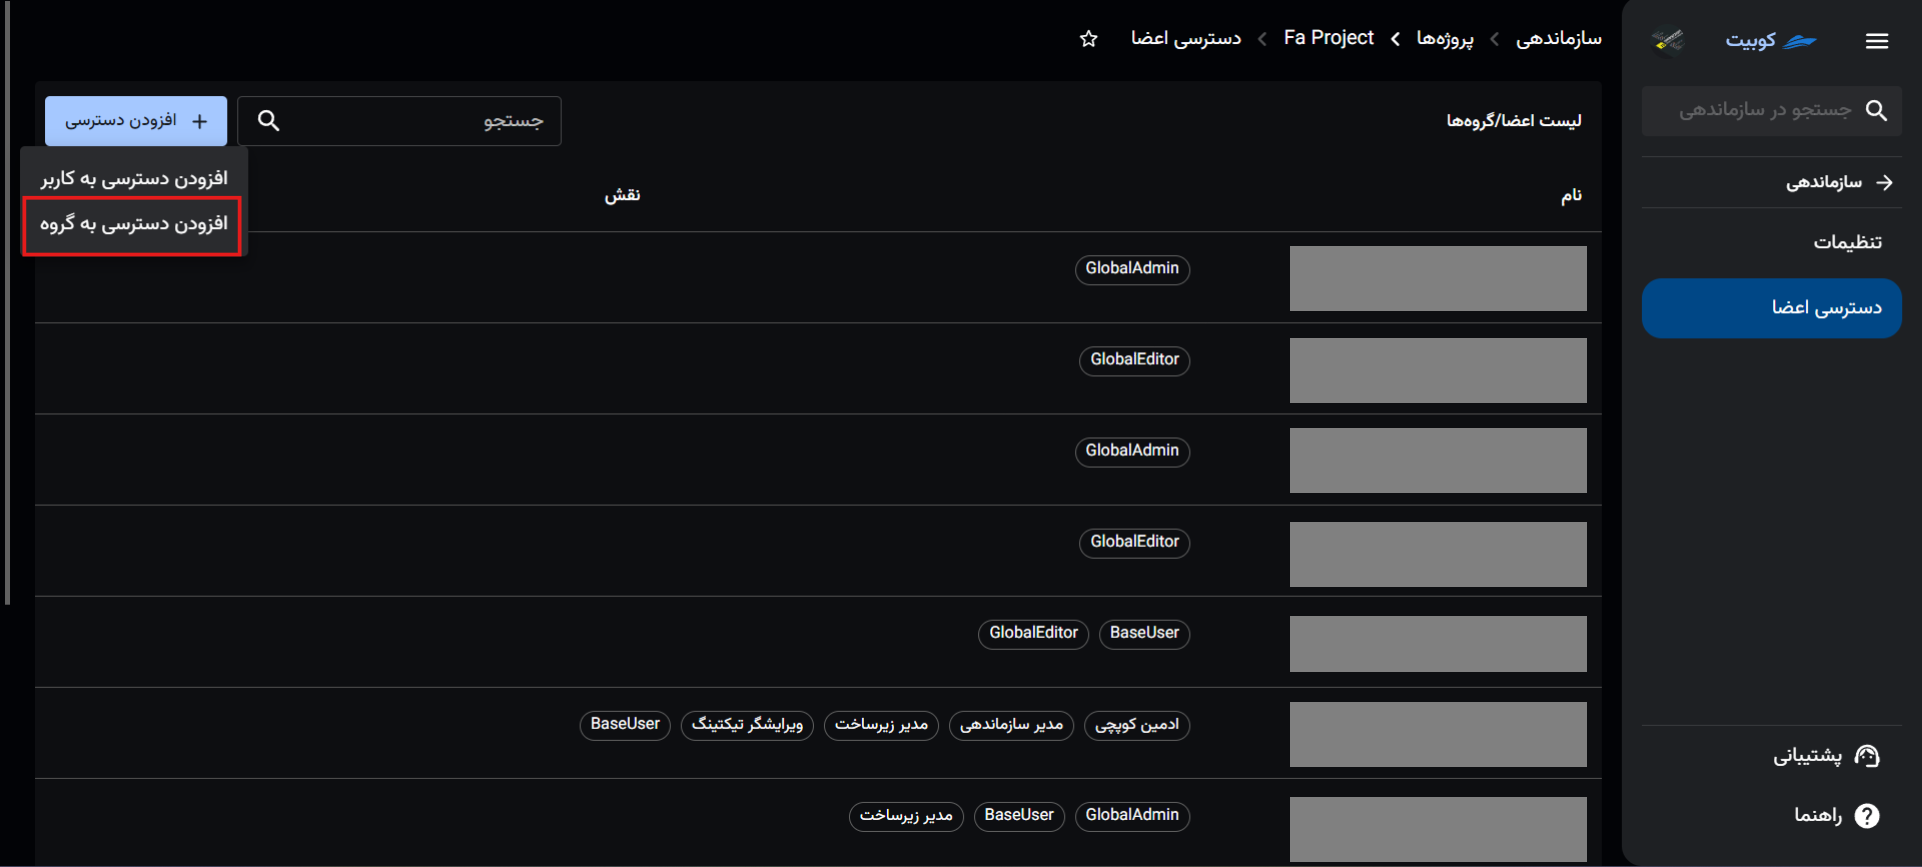 کوبیت
جستجو در سازماندهی
سازماندهی
تنظیمات
دسترسی اعضا
پشتیبانی
راهنما
سازماندهی > پروژه‌ها > Fa Project > دسترسی اعضا
لیست اعضا/گروه‌ها
جستجو
+ افزودن دسترسی
افزودن دسترسی به کاربر
افزودن دسترسی به گروه
نام نقش
GlobalAdmin
GlobalEditor
GlobalAdmin
GlobalEditor
BaseUser GlobalEditor
ادمین کوپچی مدیر سازماندهی مدیر زیرساخت ویرایشگر تیکتینگ BaseUser
GlobalAdmin BaseUser مدیر زیرساخت